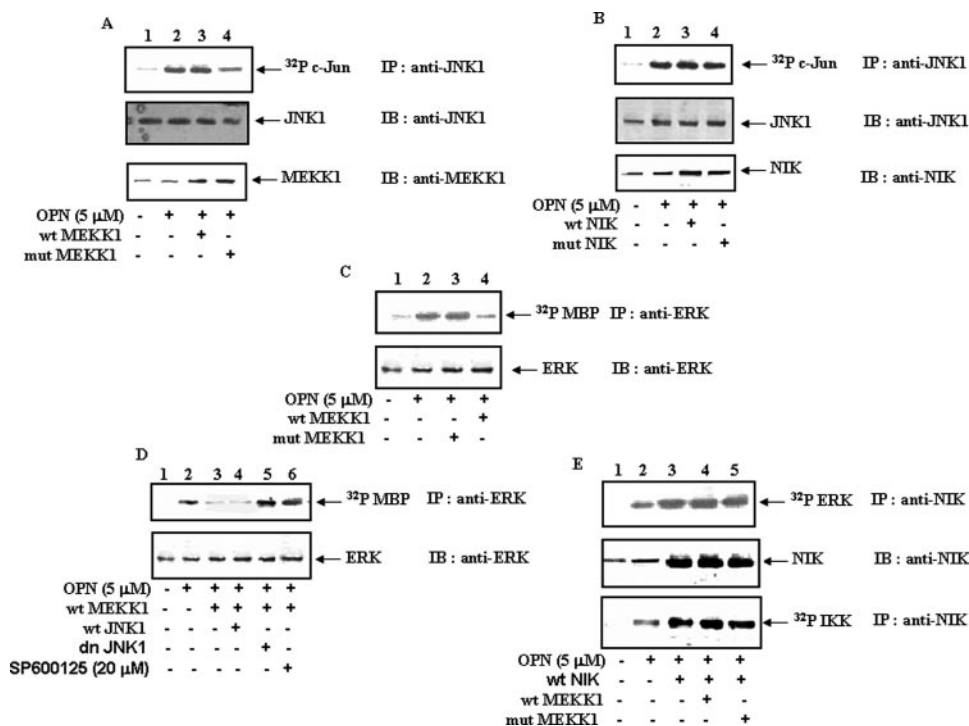 A
1 2 3 4
³²P c-Jun IP : anti-JNK1
JNK1 IB : anti-JNK1
MEKK1 IB : anti-MEKK1
OPN (5 μM) - + + +
wt MEKK1 - - + -
mut MEKK1 - - - +
B
1 2 3 4
³²P c-Jun IP : anti-JNK1
JNK1 IB : anti-JNK1
NIK IB : anti-NIK
OPN (5 μM) - + + +
wt NIK - - + -
mut NIK - - - +
C
1 2 3 4
³²P MBP IP : anti-ERK
ERK IB : anti-ERK
OPN (5 μM) - + + +
wt MEKK1 - - - +
mut MEKK1 - - + -
D
1 2 3 4 5 6
³²P MBP IP : anti-ERK
ERK IB : anti-ERK
OPN (5 μM) - + + + + +
wt MEKK1 - - + + + +
wt JNK1 - - - + - -
dn JNK1 - - - - + -
SP600125 (20 μM) - - - - - +
E
1 2 3 4 5
³²P ERK IP : anti-NIK
NIK IB : anti-NIK
³²P IKK IP : anti-NIK
OPN (5 μM) - + + + +
wt NIK - - + + +
wt MEKK1 - - - + -
mut MEKK1 - - - - +